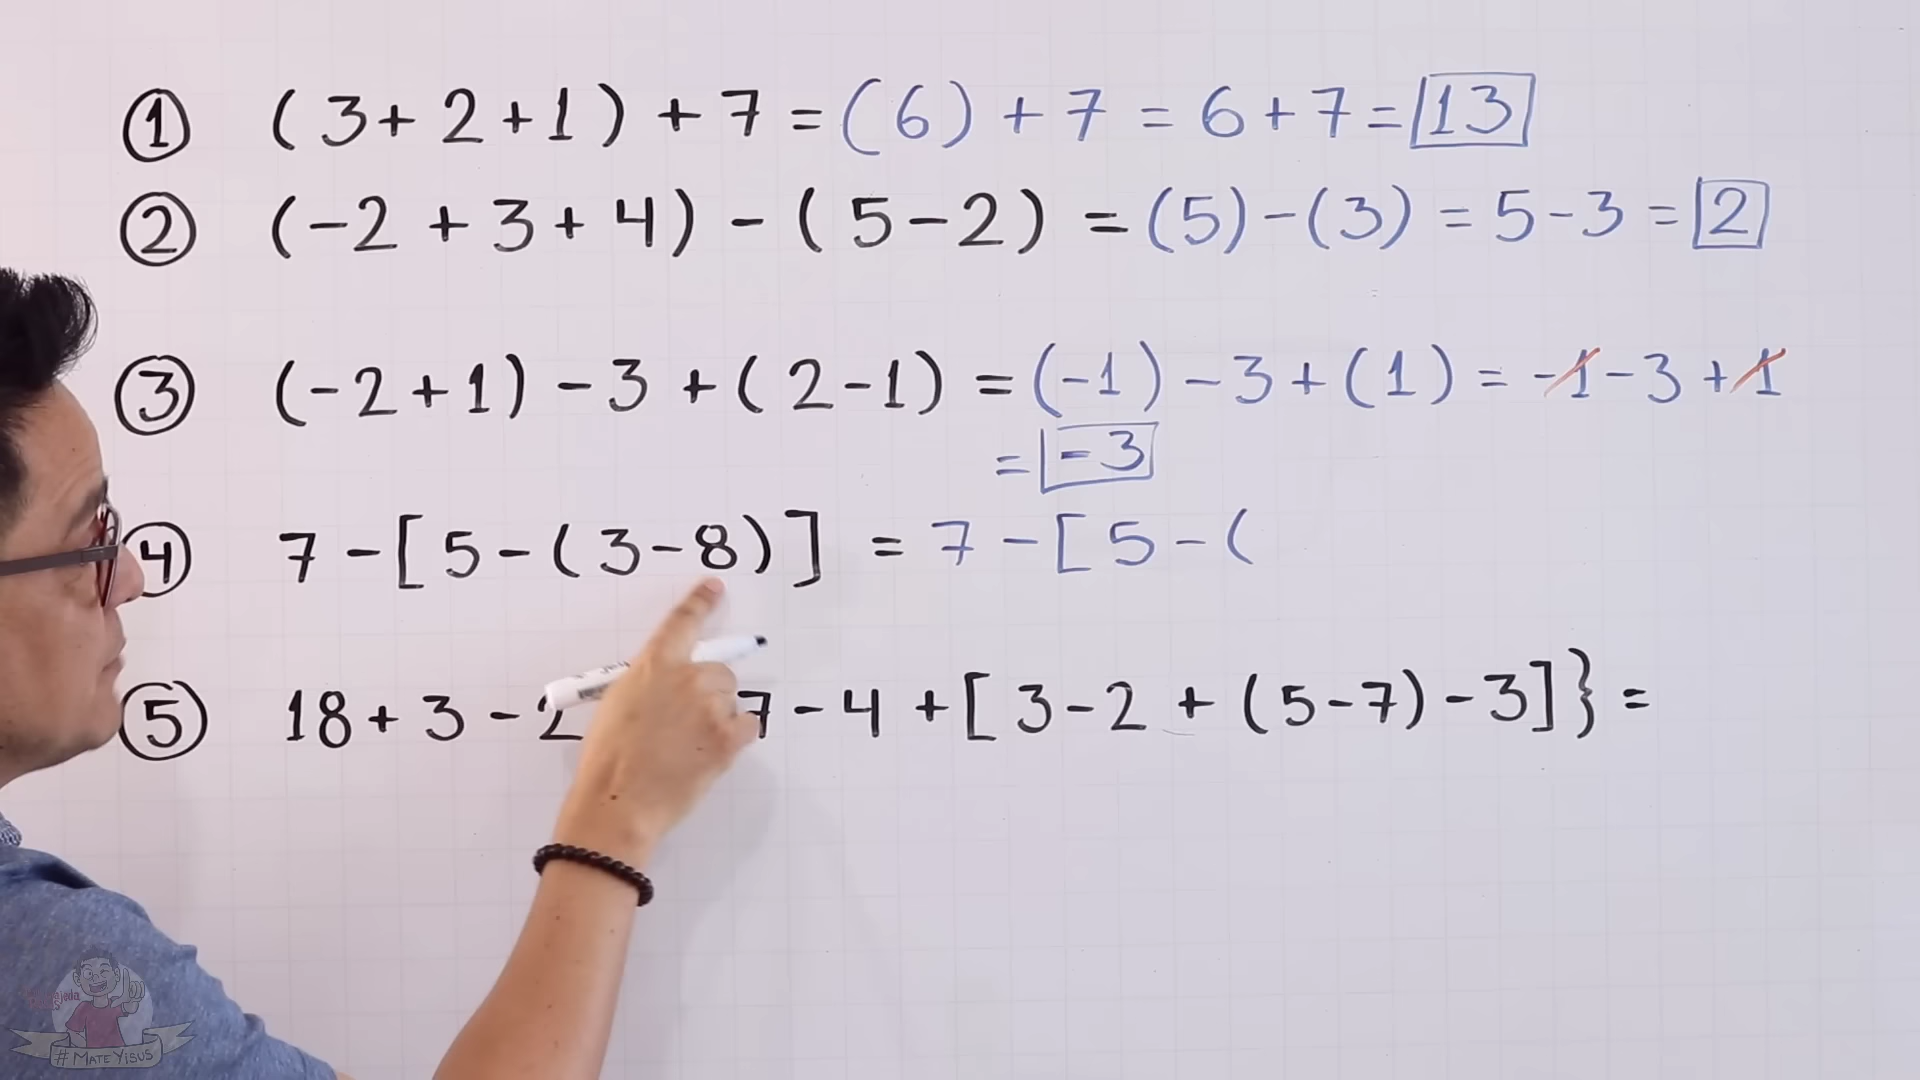 ① (3+2+1)+7=(6)+7=6+7=13
② (-2+3+4)-(5-2)=(5)-(3)=5-3=2
③ (-2+1)-3+(2-1)=(-1)-3+(1)=-1-3+1
=-3
④ 7-[5-(3-8)]=7-[5-(
⑤ 18+3-2 7-4+[3-2+(5-7)-3]}=
#MATEYISUS